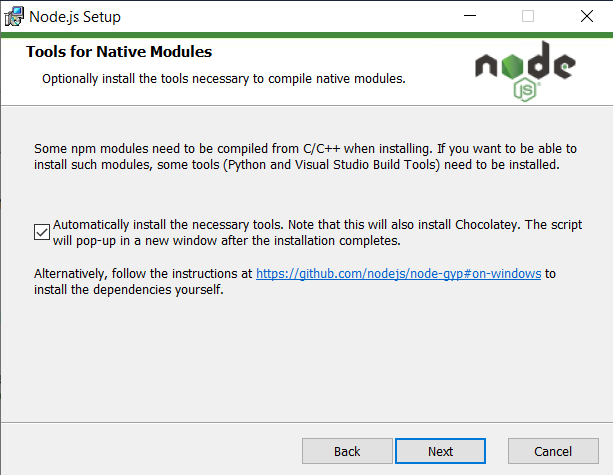 Node.js Setup
Tools for Native Modules
Optionally install the tools necessary to compile native modules.
node
JS
Some npm modules need to be compiled from C/C++ when installing. If you want to be able to
install such modules, some tools (Python and Visual Studio Build Tools) need to be installed.
Automatically install the necessary tools. Note that this will also install Chocolatey. The script
will pop-up in a new window after the installation completes.
Alternatively, follow the instructions at https://github.com/nodejs/node-gyp#on-windows to
install the dependencies yourself.
Back Next Cancel